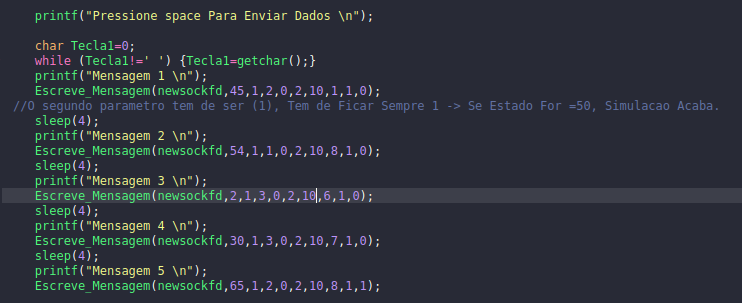 printf("Pressione space Para Enviar Dados \n");
char Tecla1=0;
while (Tecla1!=' ') {Tecla1=getchar();}
printf("Mensagem 1 \n");
Escreve_Mensagem(newsockfd,45,1,2,0,2,10,1,1,0);
//O segundo parametro tem de ser (1), Tem de Ficar Sempre 1 -> Se Estado For =50, Simulacao Acaba.
sleep(4);
printf("Mensagem 2 \n");
Escreve_Mensagem(newsockfd,54,1,1,0,2,10,8,1,0);
sleep(4);
printf("Mensagem 3 \n");
Escreve_Mensagem(newsockfd,2,1,3,0,2,10,6,1,0);
sleep(4);
printf("Mensagem 4 \n");
Escreve_Mensagem(newsockfd,30,1,3,0,2,10,7,1,0);
sleep(4);
printf("Mensagem 5 \n");
Escreve_Mensagem(newsockfd,65,1,2,0,2,10,8,1,1);